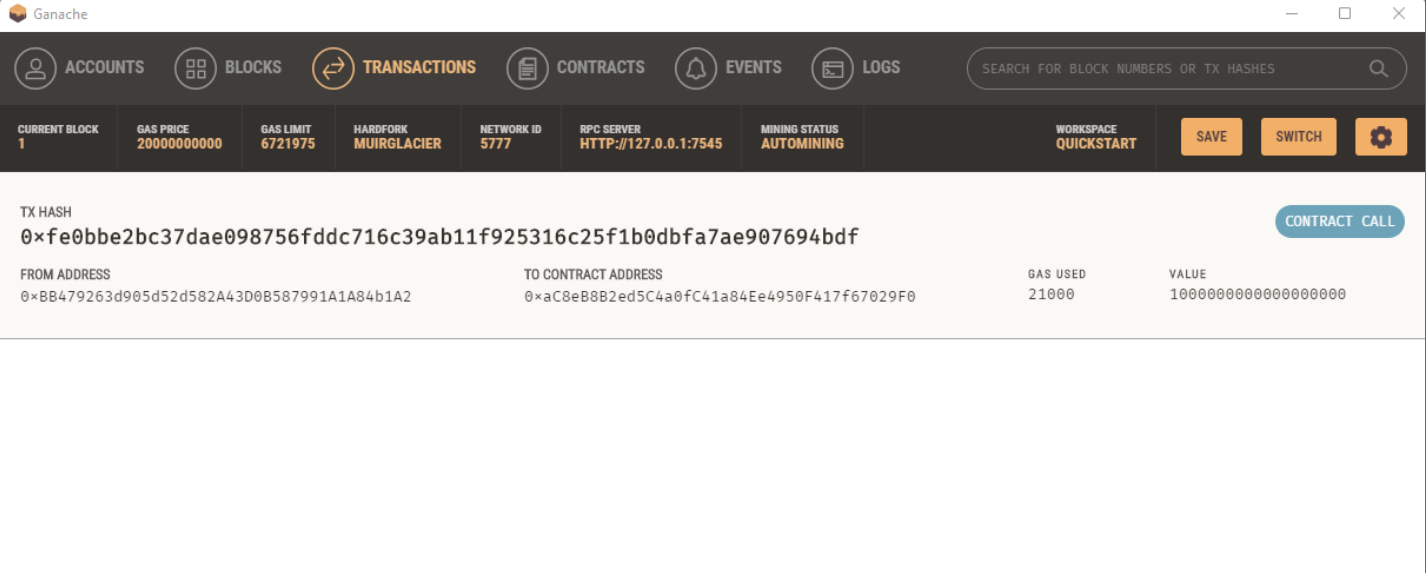 Ganache
ACCOUNTS BLOCKS TRANSACTIONS CONTRACTS EVENTS LOGS SEARCH FOR BLOCK NUMBERS OR TX HASHES
CURRENT BLOCK GAS PRICE GAS LIMIT HARDFORK NETWORK ID RPC SERVER MINING STATUS WORKSPACE
1 20000000000 6721975 MUIRGLACIER 5777 HTTP://127.0.0.1:7545 AUTOMINING QUICKSTART SAVE SWITCH
TX HASH
0×fe0bbe2bc37dae098756fddc716c39ab11f925316c25f1b0dbfa7ae907694bdf CONTRACT CALL
FROM ADDRESS TO CONTRACT ADDRESS GAS USED VALUE
0×BB479263d905d52d582A43D0B587991A1A84b1A2 0×aC8eB8B2ed5C4a0fC41a84Ee4950F417f67029F0 21000 1000000000000000000